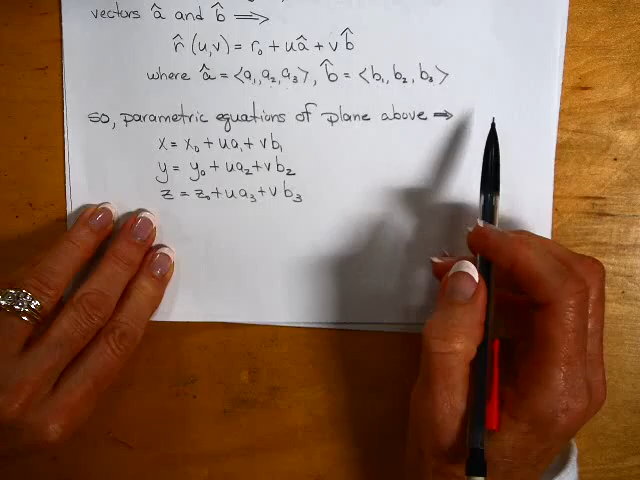 vectors â and b̂ ⟹
r̂ (u,v) = r₀ + uâ + v b̂
where â = <a₁, a₂, a₃>, b̂ = <b₁, b₂, b₃>
so, parametric equations of plane above ⇒
x = x₀ + ua₁ + vb₁
y = y₀ + ua₂ + vb₂
z = z₀ + ua₃ + vb₃